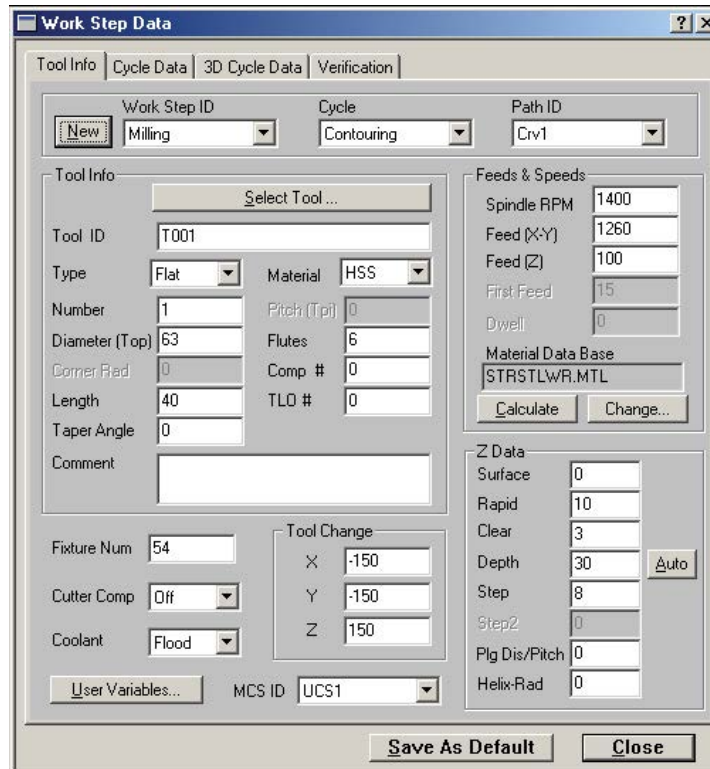 Work Step Data
Tool Info Cycle Data 3D Cycle Data Verification
Work Step ID Cycle Path ID
New Milling Contouring Crv1
Tool Info
Select Tool ...
Tool ID T001
Type Flat Material HSS
Number 1 Pitch (Tpi) 0
Diameter (Top) 63 Flutes 6
Corner Rad 0 Comp # 0
Length 40 TLO # 0
Taper Angle 0
Comment
Feeds & Speeds
Spindle RPM 1400
Feed (X-Y) 1260
Feed (Z) 100
First Feed 15
Dwell 0
Material Data Base
STRSTLWR.MTL
Calculate Change...
Z Data
Surface 0
Rapid 10
Clear 3
Depth 30 Auto
Step 8
Step2 0
Plg Dis/Pitch 0
Helix-Rad 0
Fixture Num 54
Cutter Comp Off
Coolant Flood
Tool Change
X -150
Y -150
Z 150
User Variables... MCS ID UCS1
Save As Default Close